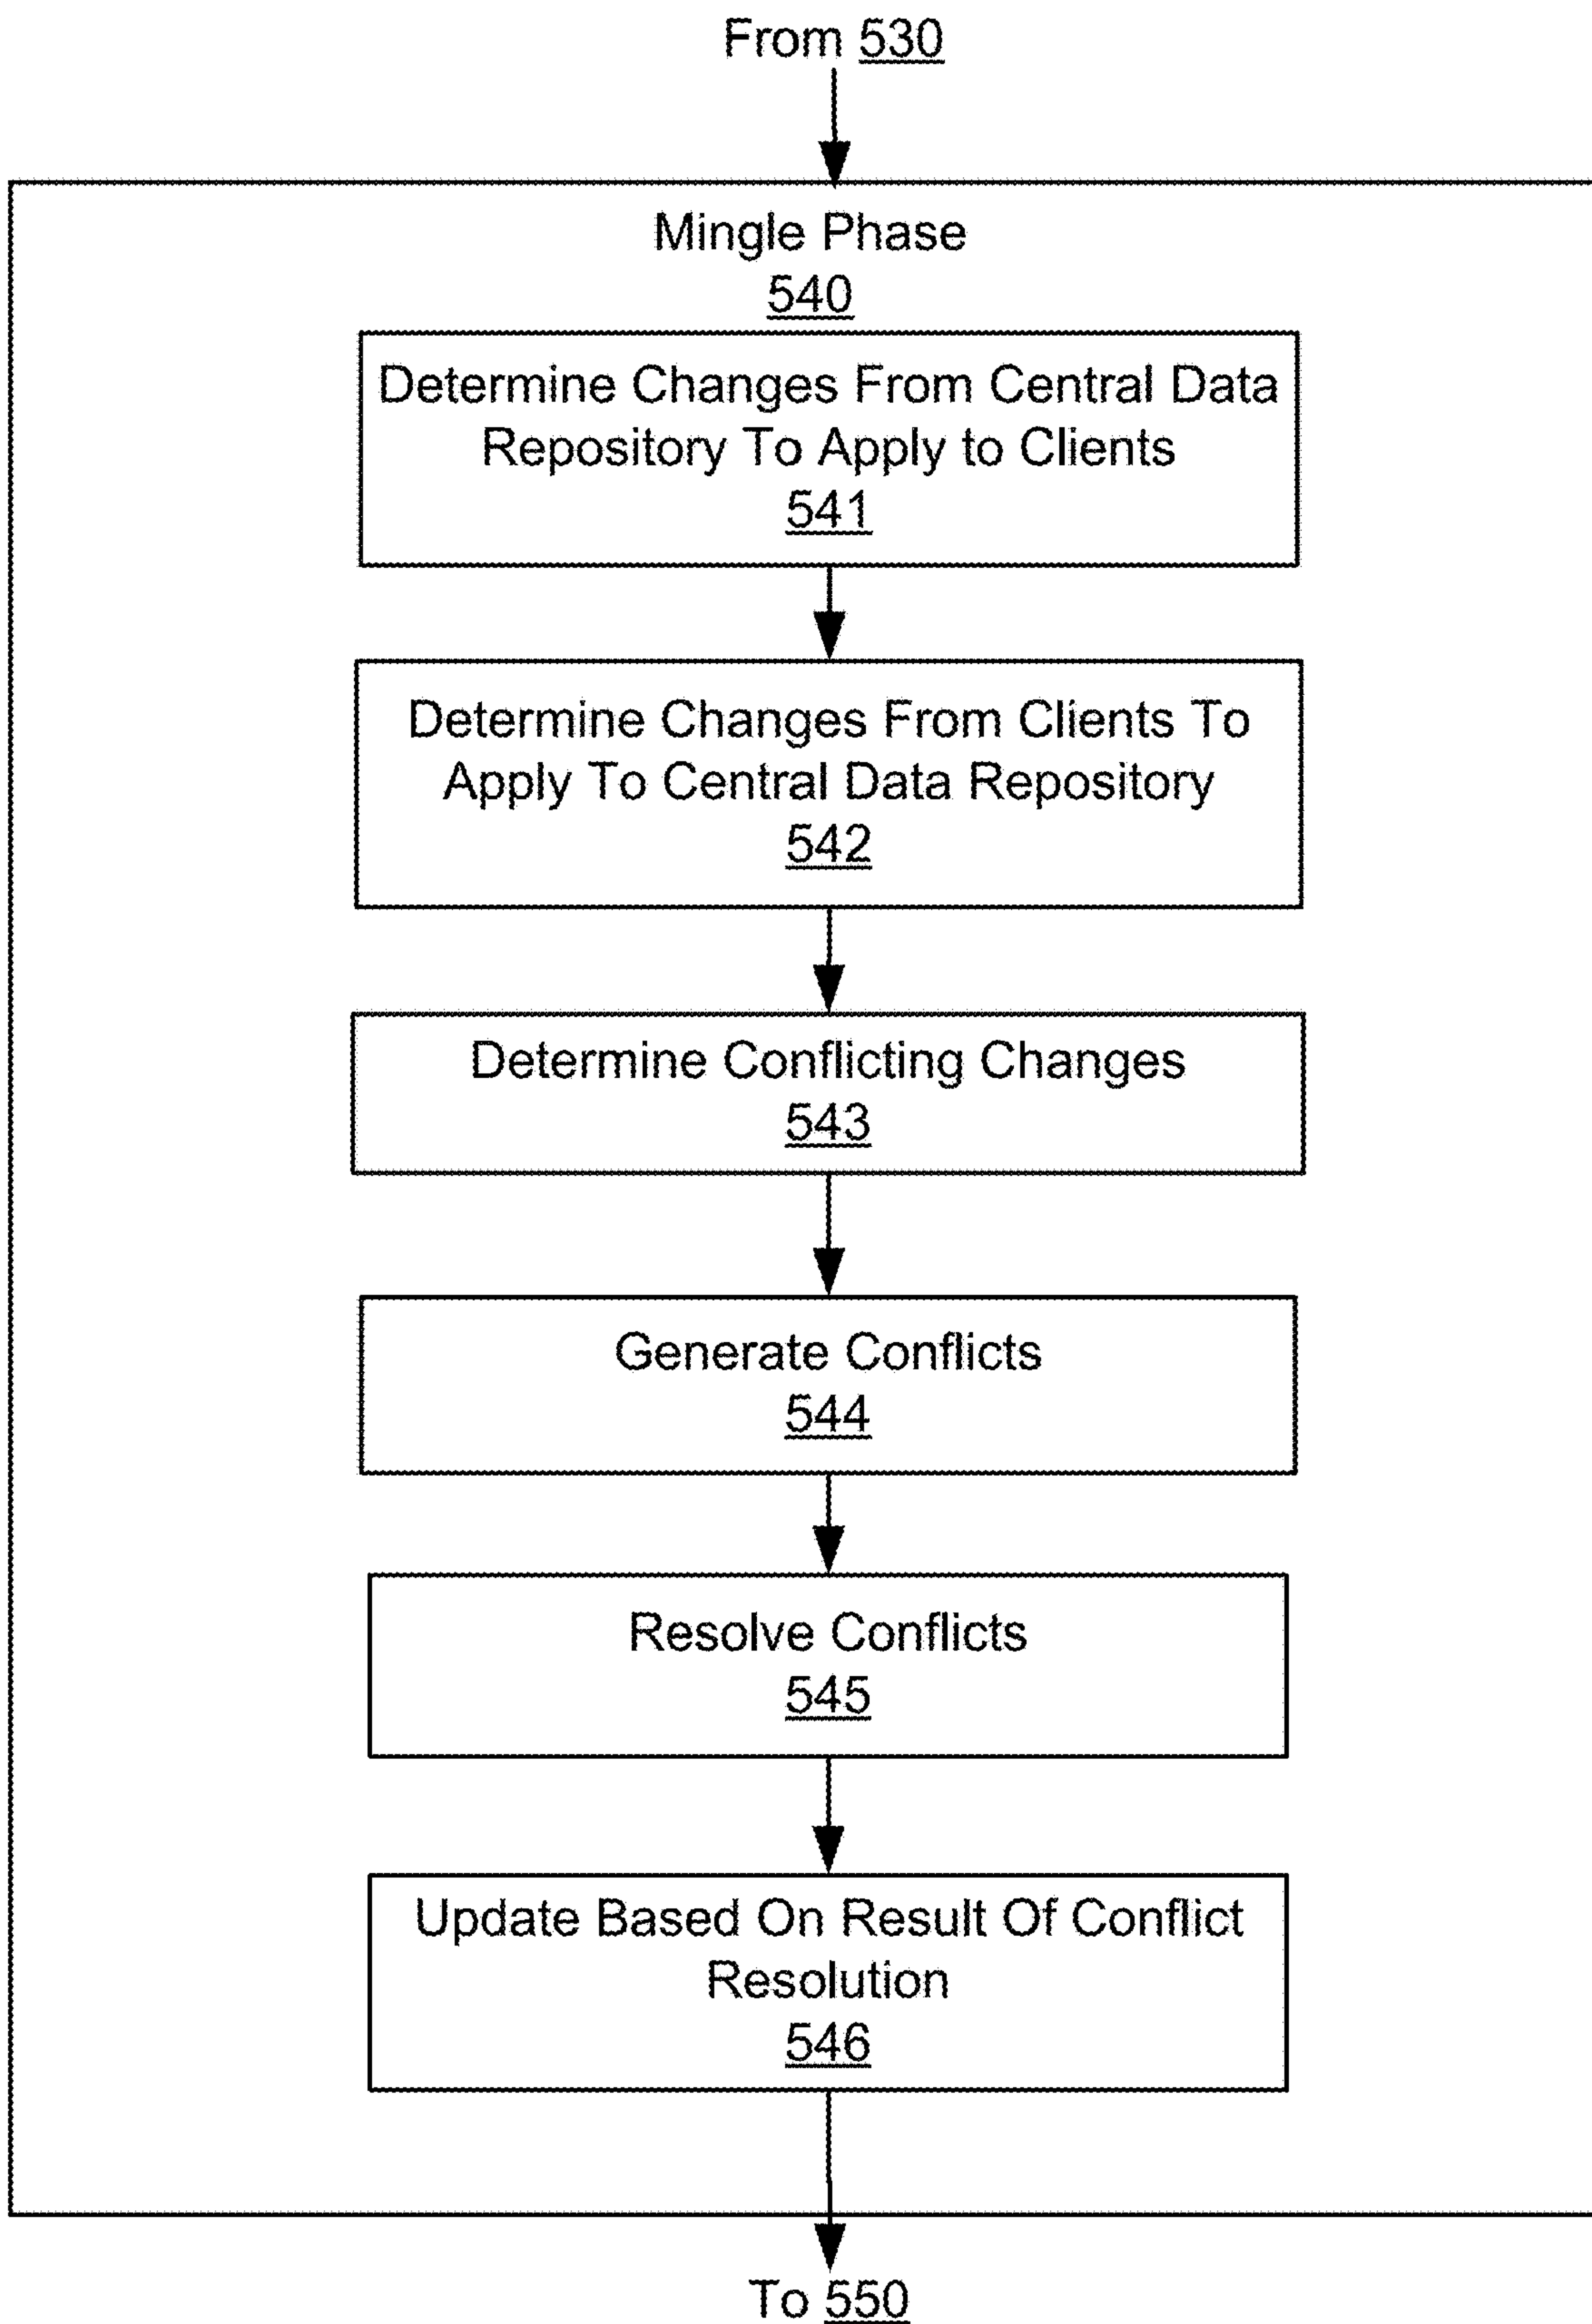 From 530
Mingle Phase
540
Determine Changes From Central Data
Repository To Apply to Clients
541
Determine Changes From Clients To
Apply To Central Data Repository
542
Determine Conflicting Changes
543
Generate Conflicts
544
Resolve Conflicts
545
Update Based On Result Of Conflict
Resolution
546
To 550